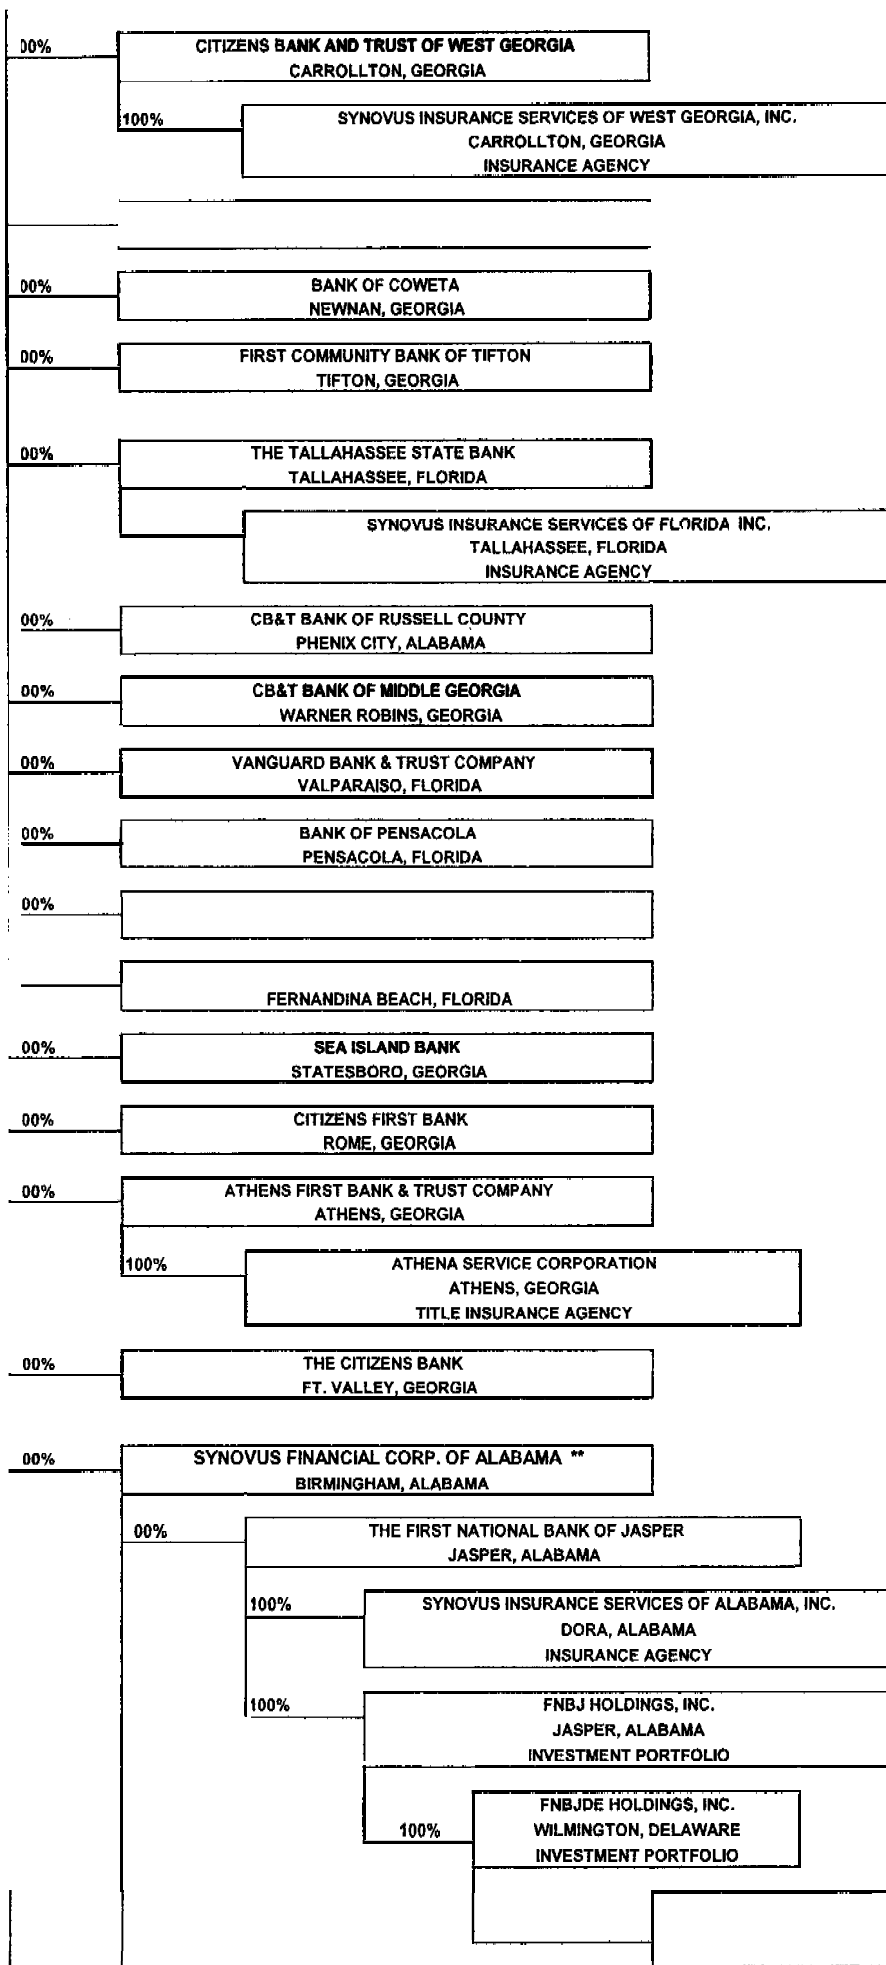 00%
CITIZENS BANK AND TRUST OF WEST GEORGIA
CARROLLTON, GEORGIA
100%
SYNOVUS INSURANCE SERVICES OF WEST GEORGIA, INC.
CARROLLTON, GEORGIA
INSURANCE AGENCY
00%
BANK OF COWETA
NEWNAN, GEORGIA
00%
FIRST COMMUNITY BANK OF TIFTON
TIFTON, GEORGIA
00%
THE TALLAHASSEE STATE BANK
TALLAHASSEE, FLORIDA
SYNOVUS INSURANCE SERVICES OF FLORIDA INC.
TALLAHASSEE, FLORIDA
INSURANCE AGENCY
00%
CB&T BANK OF RUSSELL COUNTY
PHENIX CITY, ALABAMA
00%
CB&T BANK OF MIDDLE GEORGIA
WARNER ROBINS, GEORGIA
00%
VANGUARD BANK & TRUST COMPANY
VALPARAISO, FLORIDA
00%
BANK OF PENSACOLA
PENSACOLA, FLORIDA
00%
FERNANDINA BEACH, FLORIDA
00%
SEA ISLAND BANK
STATESBORO, GEORGIA
00%
CITIZENS FIRST BANK
ROME, GEORGIA
00%
ATHENS FIRST BANK & TRUST COMPANY
ATHENS, GEORGIA
100%
ATHENA SERVICE CORPORATION
ATHENS, GEORGIA
TITLE INSURANCE AGENCY
00%
THE CITIZENS BANK
FT. VALLEY, GEORGIA
00%
SYNOVUS FINANCIAL CORP. OF ALABAMA **
BIRMINGHAM, ALABAMA
00%
THE FIRST NATIONAL BANK OF JASPER
JASPER, ALABAMA
100%
SYNOVUS INSURANCE SERVICES OF ALABAMA, INC.
DORA, ALABAMA
INSURANCE AGENCY
100%
FNBJ HOLDINGS, INC.
JASPER, ALABAMA
INVESTMENT PORTFOLIO
100%
FNBJDE HOLDINGS, INC.
WILMINGTON, DELAWARE
INVESTMENT PORTFOLIO